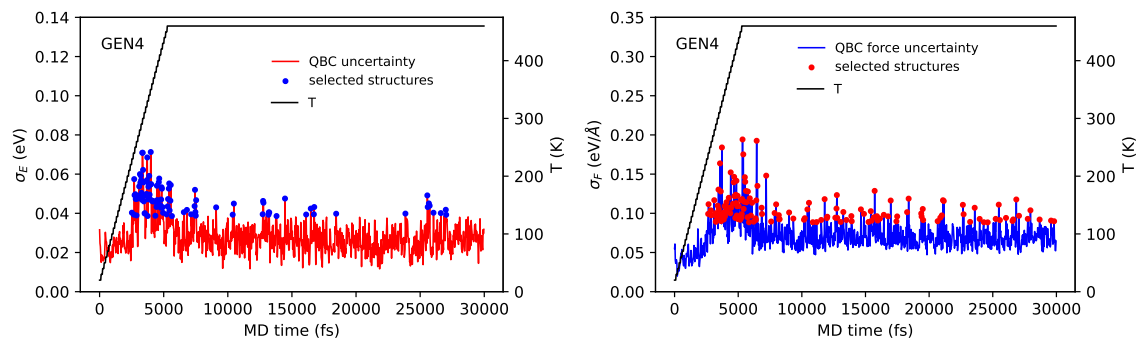 GEN4
QBC uncertainty
selected structures
T
0.14
0.12
0.10
0.08
0.06
0.04
0.02
0.00
σE (eV)
400
300
200
100
0
T (K)
0 5000 10000 15000 20000 25000 30000
MD time (fs)
GEN4
QBC force uncertainty
selected structures
T
0.35
0.30
0.25
0.20
0.15
0.10
0.05
0.00
σF (eV/Å)
400
300
200
100
0
T (K)
0 5000 10000 15000 20000 25000 30000
MD time (fs)